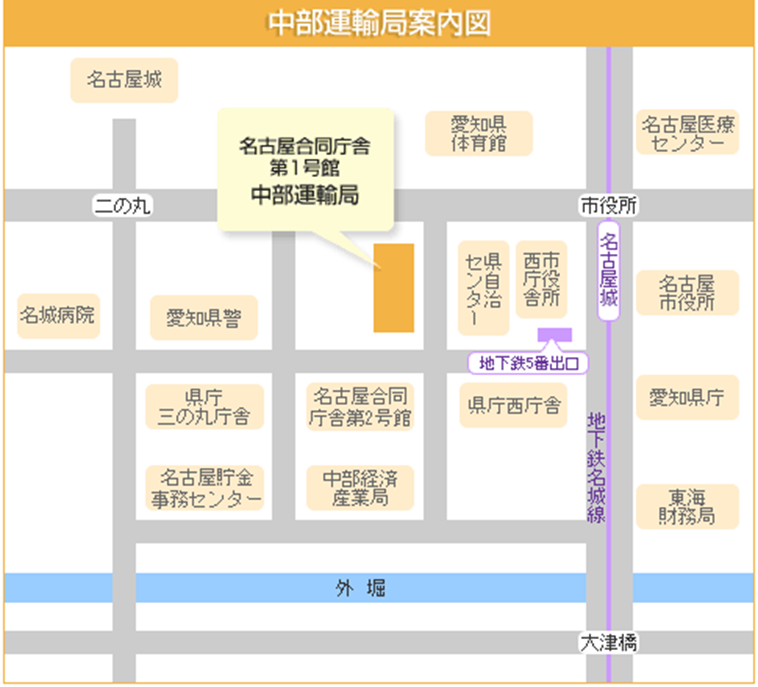 中部運輸局案内図
名古屋城
名古屋合同庁舎
第1号館
中部運輸局
愛知県
体育館
名古屋医療
センター
二の丸
市役所
名古屋城
県自治
センター
市役所
西庁舎
名古屋
市役所
名城病院
愛知県警
地下鉄5番出口
県庁
三の丸庁舎
名古屋合同
庁舎第2号館
県庁西庁舎
愛知県庁
地下鉄名城線
名古屋貯金
事務センター
中部経済
産業局
東海
財務局
外堀
大津橋